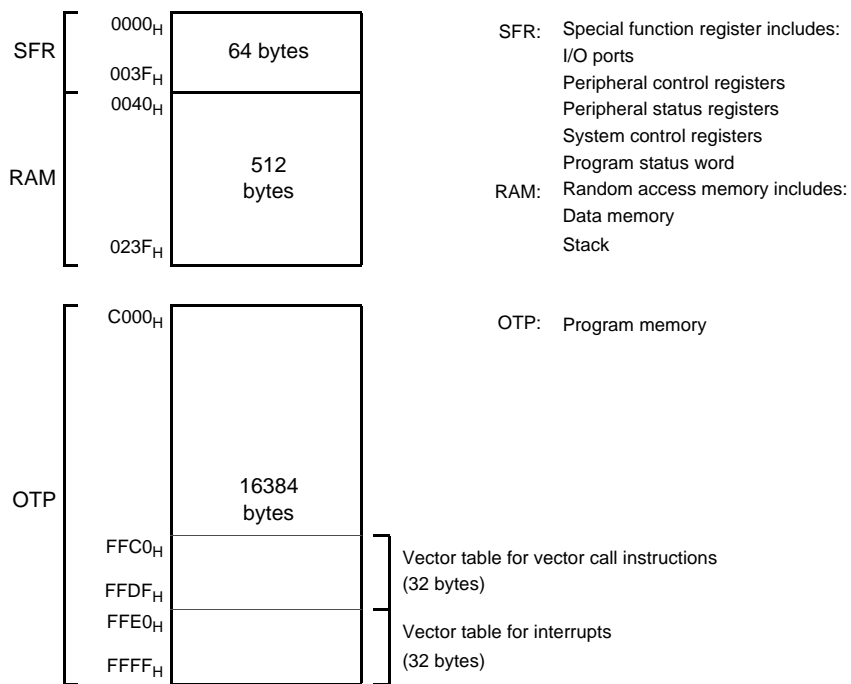 0000H
SFR
64 bytes
003FH
0040H
RAM
512
bytes
023FH
SFR: Special function register includes:
I/O ports
Peripheral control registers
Peripheral status registers
System control registers
Program status word
RAM: Random access memory includes:
Data memory
Stack
C000H
OTP: Program memory
OTP
16384
bytes
FFC0H
Vector table for vector call instructions
(32 bytes)
FFDFH
FFE0H
Vector table for interrupts
(32 bytes)
FFFFH